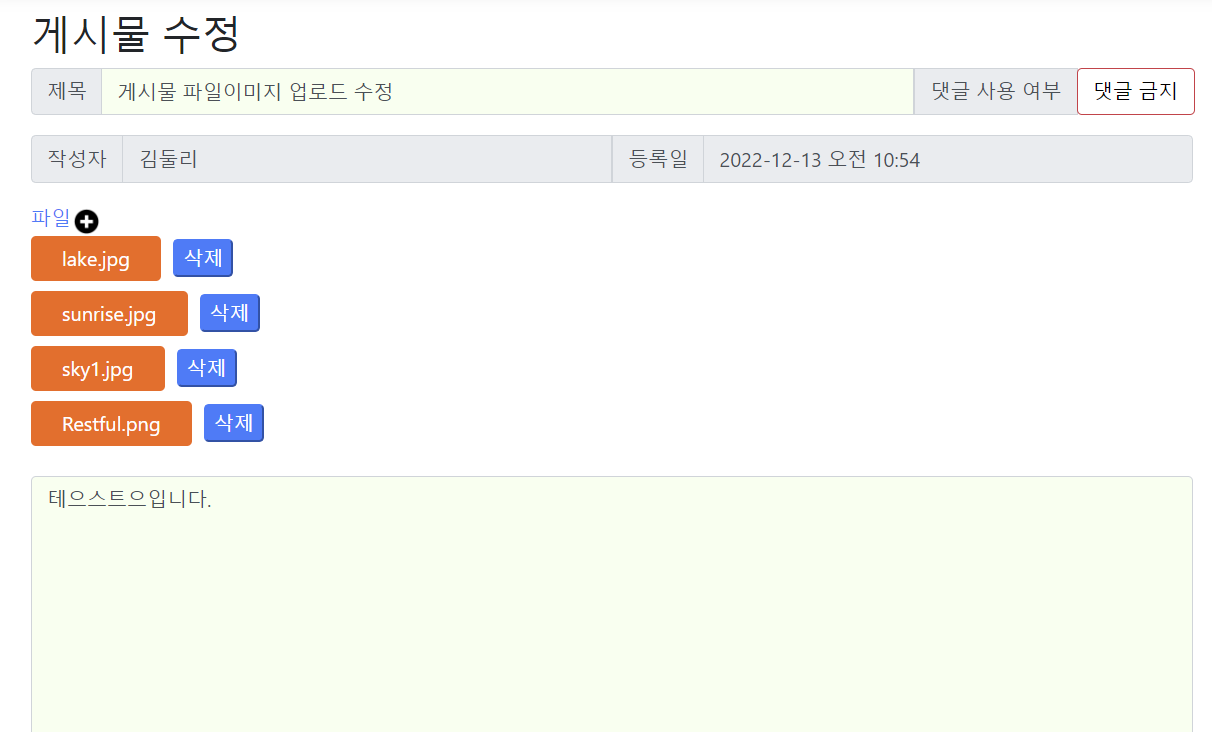 게시물 수정
제목 게시물 파일이미지 업로드 수정 댓글 사용 여부 댓글 금지
작성자 김둘리 등록일 2022-12-13 오전 10:54
파일
lake.jpg 삭제
sunrise.jpg 삭제
sky1.jpg 삭제
Restful.png 삭제
테으스트으입니다.